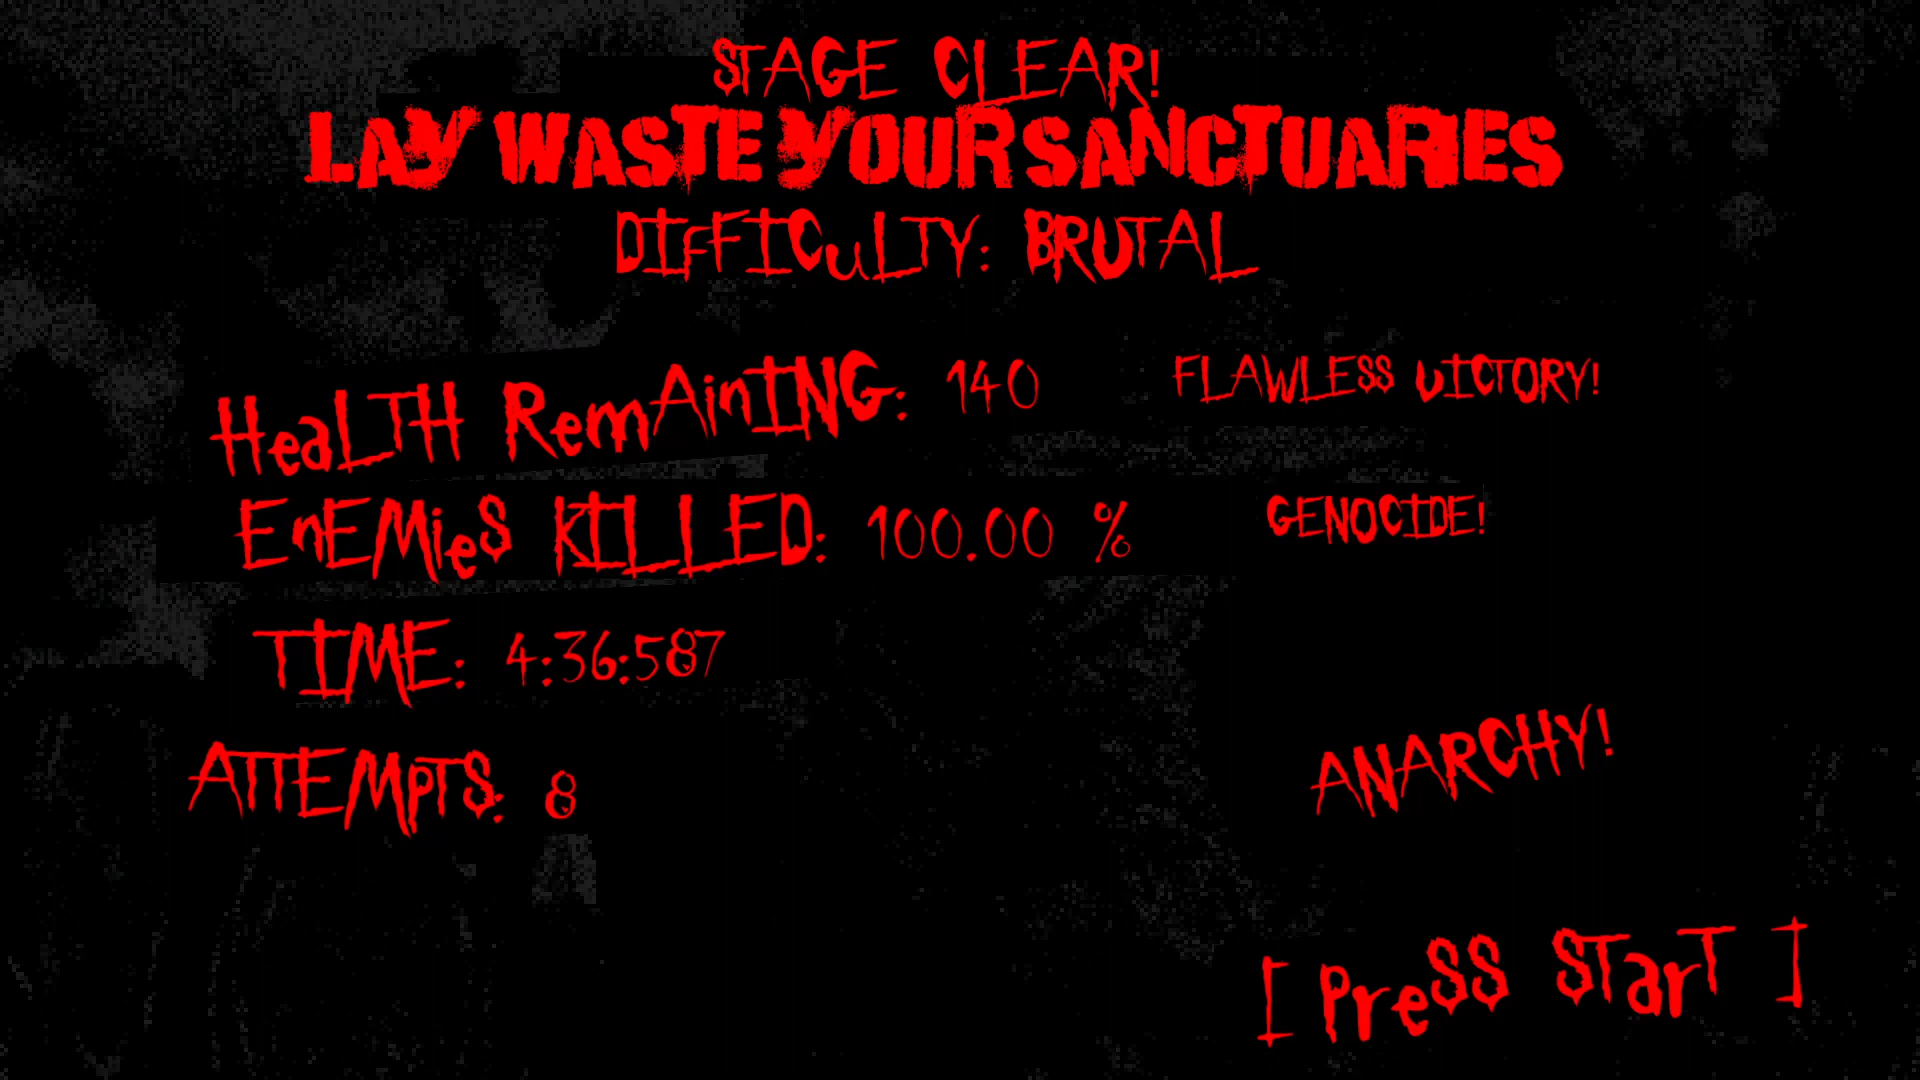 STAGE CLEAR!
LAY WASTE YOUR SANCTUARIES
DIFFICuLTY: BRUTAL
HeaLTH RemAinING: 140 FLAWLESS VICTORY!
EnEMieS KILLED: 100.00 % GENOCIDE!
TIME: 4:36:587
ANARCHY!
ATTEMPTS: 8
[ PreSS STarT ]